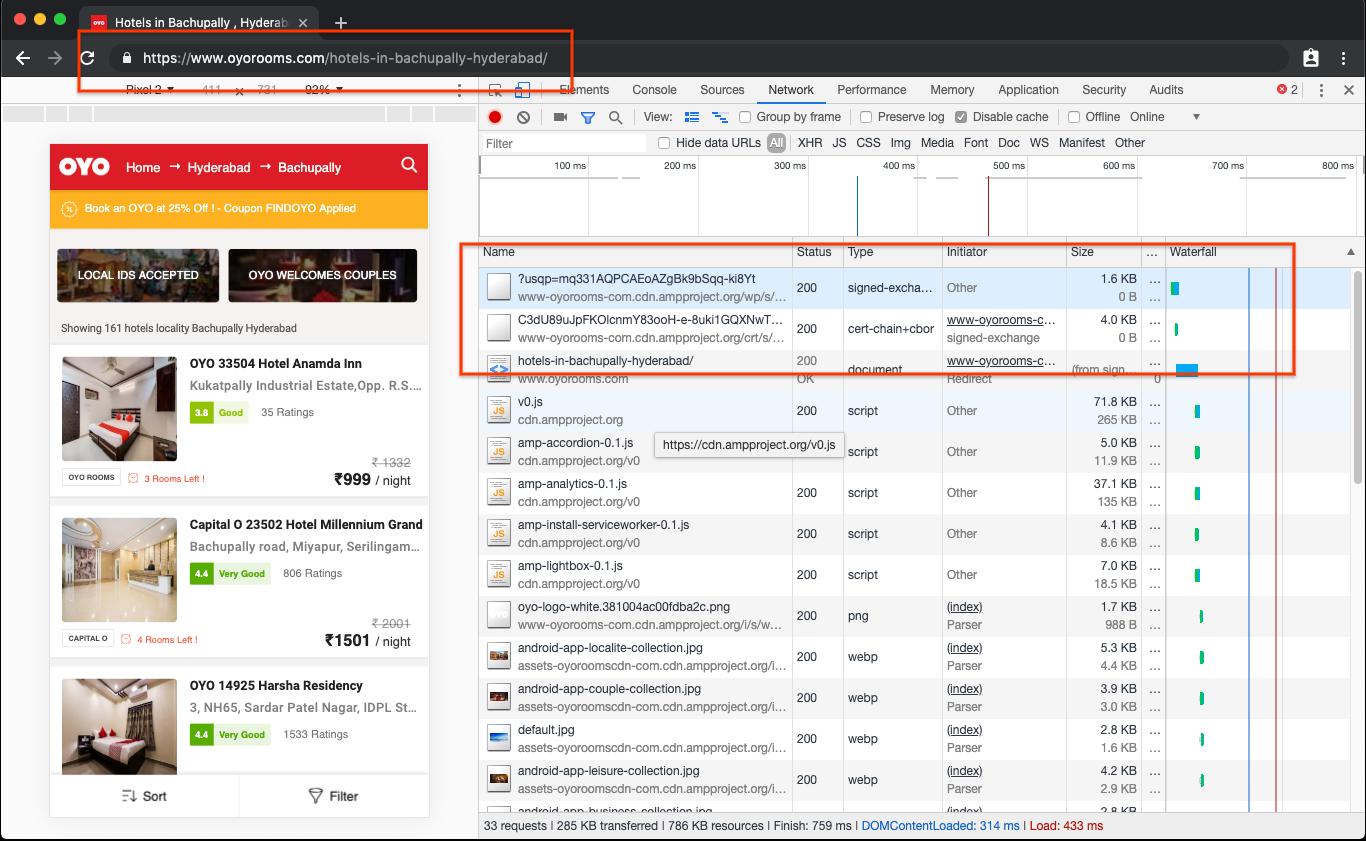 OYO Hotels in Bachupally , Hyderab
https://www.oyorooms.com/hotels-in-bachupally-hyderabad/
Pixel 2 411 × 731 92%
OYO Home → Hyderabad → Bachupally
Book an OYO at 25% Off ! - Coupon FINDOYO Applied
LOCAL IDS ACCEPTED
OYO WELCOMES COUPLES
Showing 161 hotels locality Bachupally Hyderabad
OYO 33504 Hotel Anamda Inn
Kukatpally Industrial Estate,Opp. R.S....
3.8 Good 35 Ratings
₹ 1332
OYO ROOMS 3 Rooms Left ! ₹999 / night
Capital O 23502 Hotel Millennium Grand
Bachupally road, Miyapur, Serilingam...
4.4 Very Good 806 Ratings
₹ 2001
CAPITAL O 4 Rooms Left ! ₹1501 / night
OYO 14925 Harsha Residency
3, NH65, Sardar Patel Nagar, IDPL St...
4.4 Very Good 1533 Ratings
Sort Filter
Elements Console Sources Network Performance Memory Application Security Audits 2
View: Group by frame Preserve log Disable cache Offline Online
Filter Hide data URLs All XHR JS CSS Img Media Font Doc WS Manifest Other
100 ms 200 ms 300 ms 400 ms 500 ms 600 ms 700 ms 800 ms
Name Status Type Initiator Size ... Waterfall
?usqp=mq331AQPCAEoAZgBk9bSqq-ki8Yt 200 signed-excha... Other 1.6 KB ...
www-oyorooms-com.cdn.ampproject.org/wp/s/... 0 B ...
C3dU89uJpFKOlcnmY83ooH-e-8uki1GQXNwT... 200 cert-chain+cbor www-oyorooms-c... 4.0 KB ...
www-oyorooms-com.cdn.ampproject.org/crt/s/... signed-exchange 0 B ...
hotels-in-bachupally-hyderabad/ 200 document www-oyorooms-c... (from sign... ...
www.oyorooms.com OK Redirect 0
v0.js 200 script Other 71.8 KB ...
cdn.ampproject.org 265 KB ...
https://cdn.ampproject.org/v0.js
amp-accordion-0.1.js script Other 5.0 KB ...
cdn.ampproject.org/v0 11.9 KB ...
amp-analytics-0.1.js 200 script Other 37.1 KB ...
cdn.ampproject.org/v0 135 KB ...
amp-install-serviceworker-0.1.js 200 script Other 4.1 KB ...
cdn.ampproject.org/v0 8.6 KB ...
amp-lightbox-0.1.js 200 script Other 7.0 KB ...
cdn.ampproject.org/v0 18.5 KB ...
oyo-logo-white.381004ac00fdba2c.png 200 png (index) 1.7 KB ...
www-oyorooms-com.cdn.ampproject.org/i/s/w... Parser 988 B ...
android-app-localite-collection.jpg 200 webp (index) 5.3 KB ...
assets-oyoroomscdn-com.cdn.ampproject.org/i... Parser 4.4 KB ...
android-app-couple-collection.jpg 200 webp (index) 3.9 KB ...
assets-oyoroomscdn-com.cdn.ampproject.org/i... Parser 3.0 KB ...
default.jpg 200 webp (index) 2.8 KB ...
assets-oyoroomscdn-com.cdn.ampproject.org/i... Parser 1.6 KB ...
android-app-leisure-collection.jpg 200 webp (index) 4.2 KB ...
assets-oyoroomscdn-com.cdn.ampproject.org/i... Parser 2.9 KB ...
android-app-business-collection.jpg (index) 2.8 KB ...
33 requests | 285 KB transferred | 786 KB resources | Finish: 759 ms | DOMContentLoaded: 314 ms | Load: 433 ms